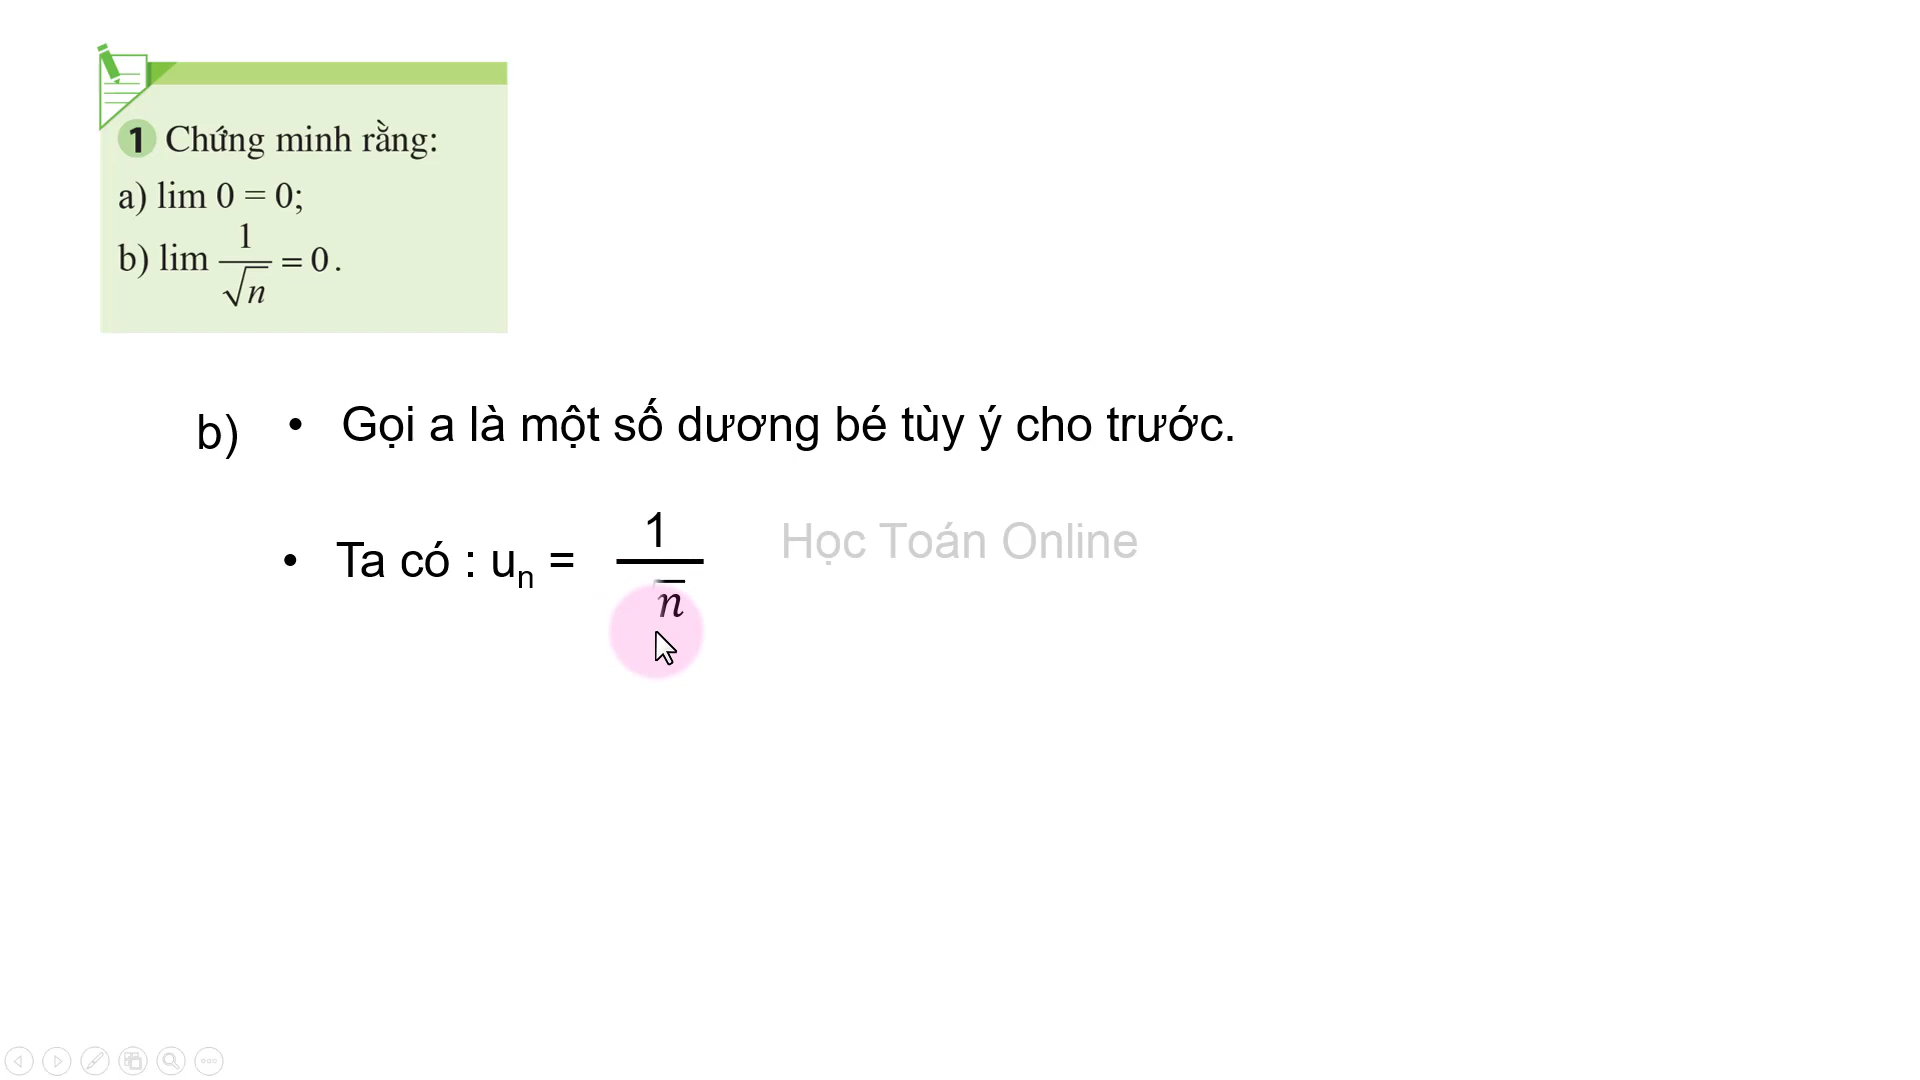 1 Chứng minh rằng:
a) lim 0 = 0;
b) lim 1/√n = 0.
b) • Gọi a là một số dương bé tùy ý cho trước.
• Ta có : uₙ = 1/√n
Học Toán Online